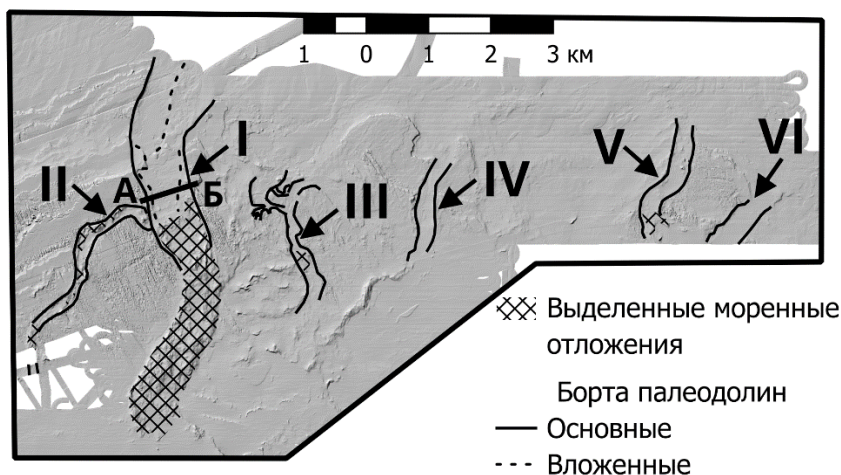 1 0 1 2 3 км
I
II
А
Б
III
IV
V
VI
Выделенные моренные
отложения
Борта палеодолин
Основные
Вложенные